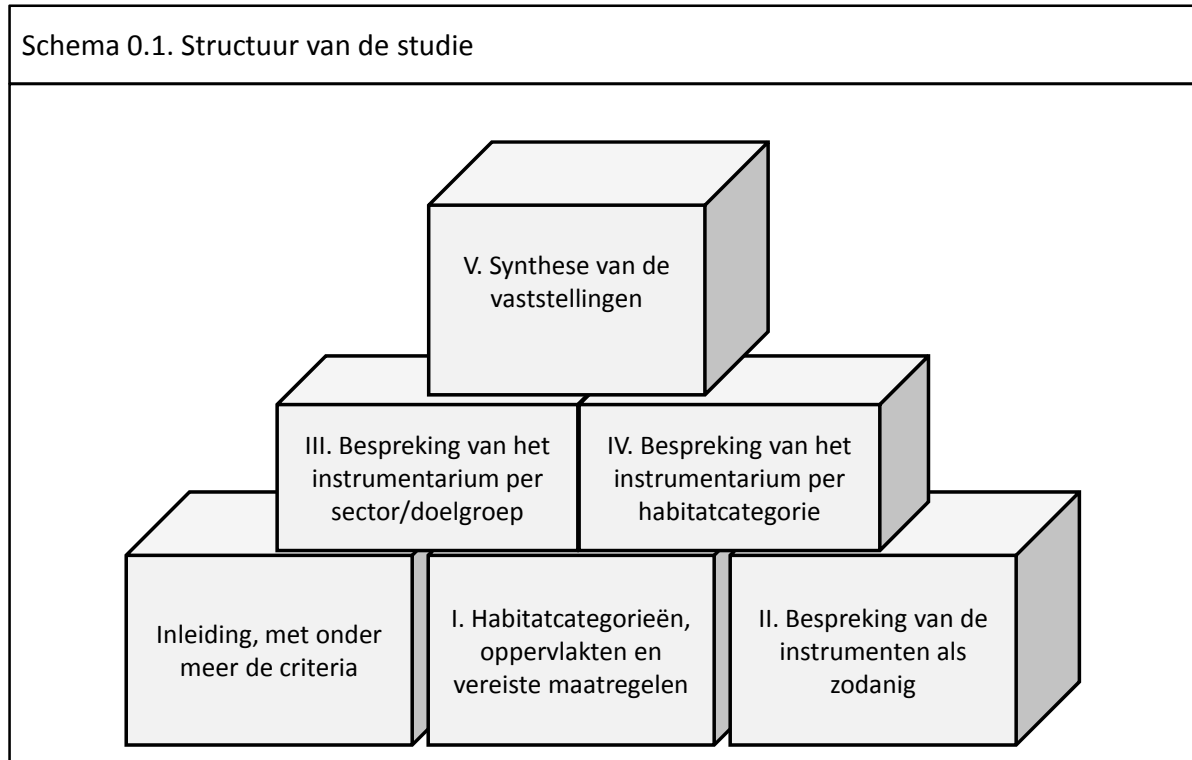 Schema 0.1. Structuur van de studie
V. Synthese van de
vaststellingen
III. Bespreking van het
instrumentarium per
sector/doelgroep
IV. Bespreking van het
instrumentarium per
habitatcategorie
Inleiding, met onder
meer de criteria
I. Habitatcategorieën,
oppervlakten en
vereiste maatregelen
II. Bespreking van de
instrumenten als
zodanig